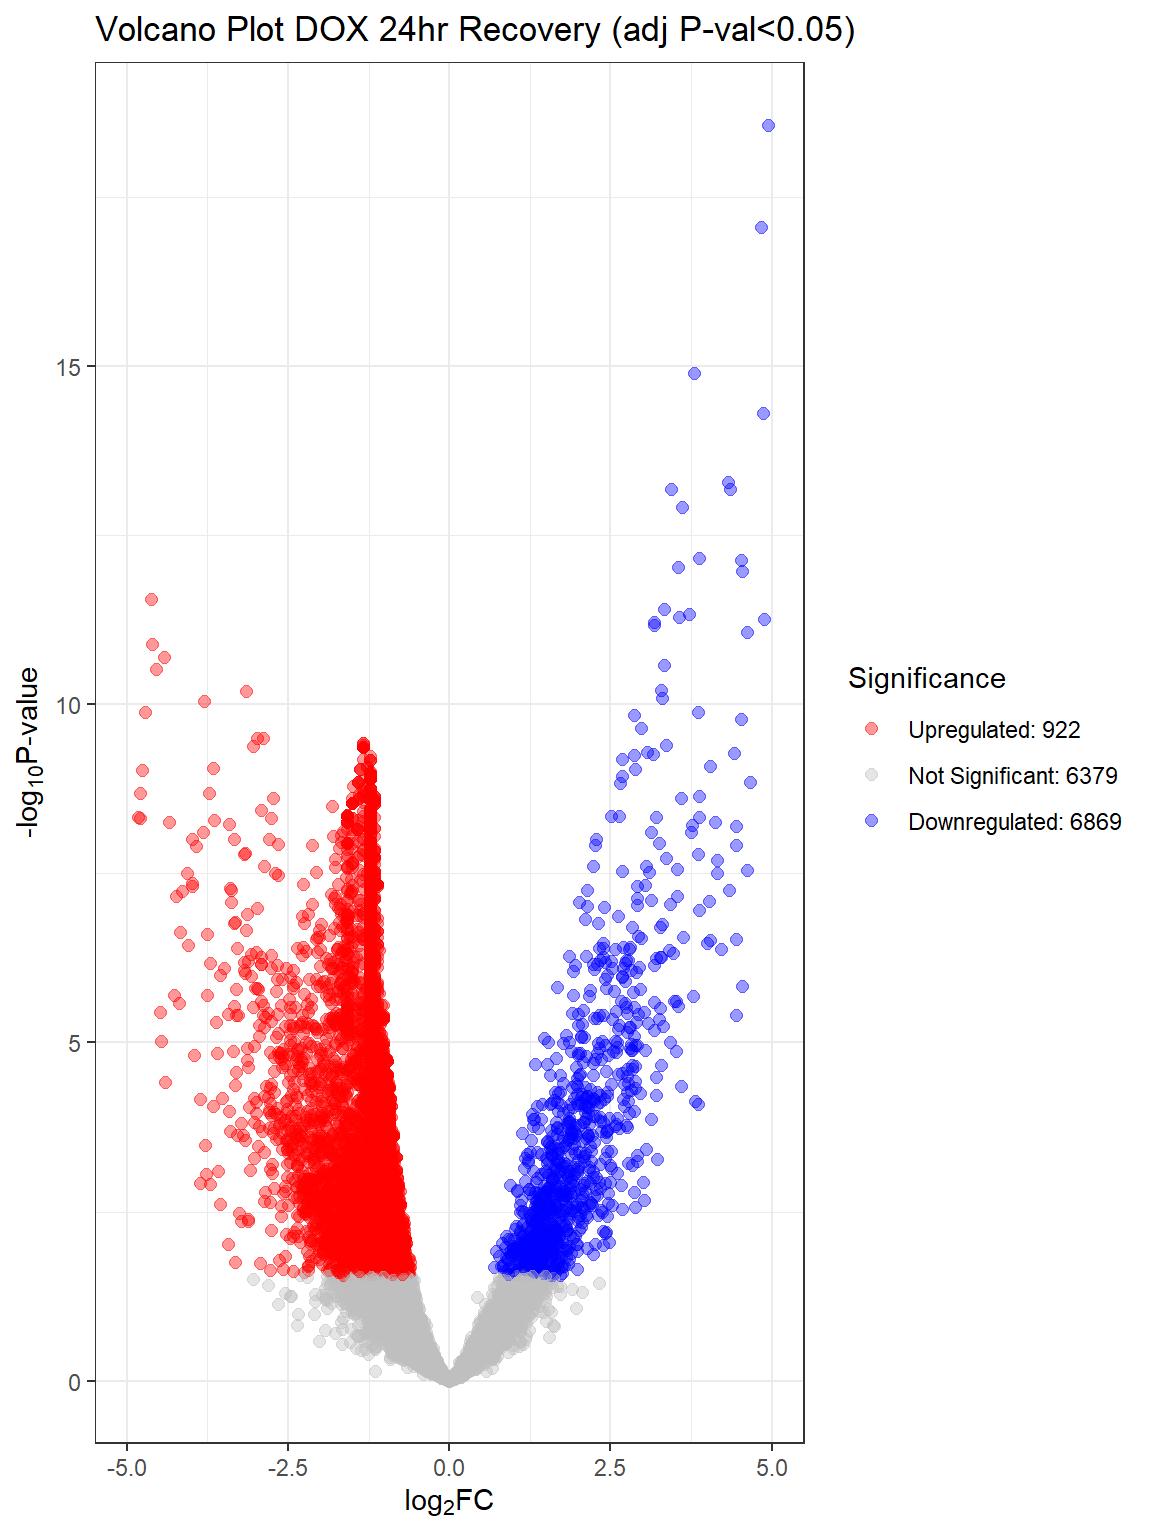 Volcano Plot DOX 24hr Recovery (adj P-val<0.05)
15
10
5
0
-log10P-value
-5.0
-2.5
0.0
2.5
5.0
log2FC
Significance
Upregulated: 922
Not Significant: 6379
Downregulated: 6869